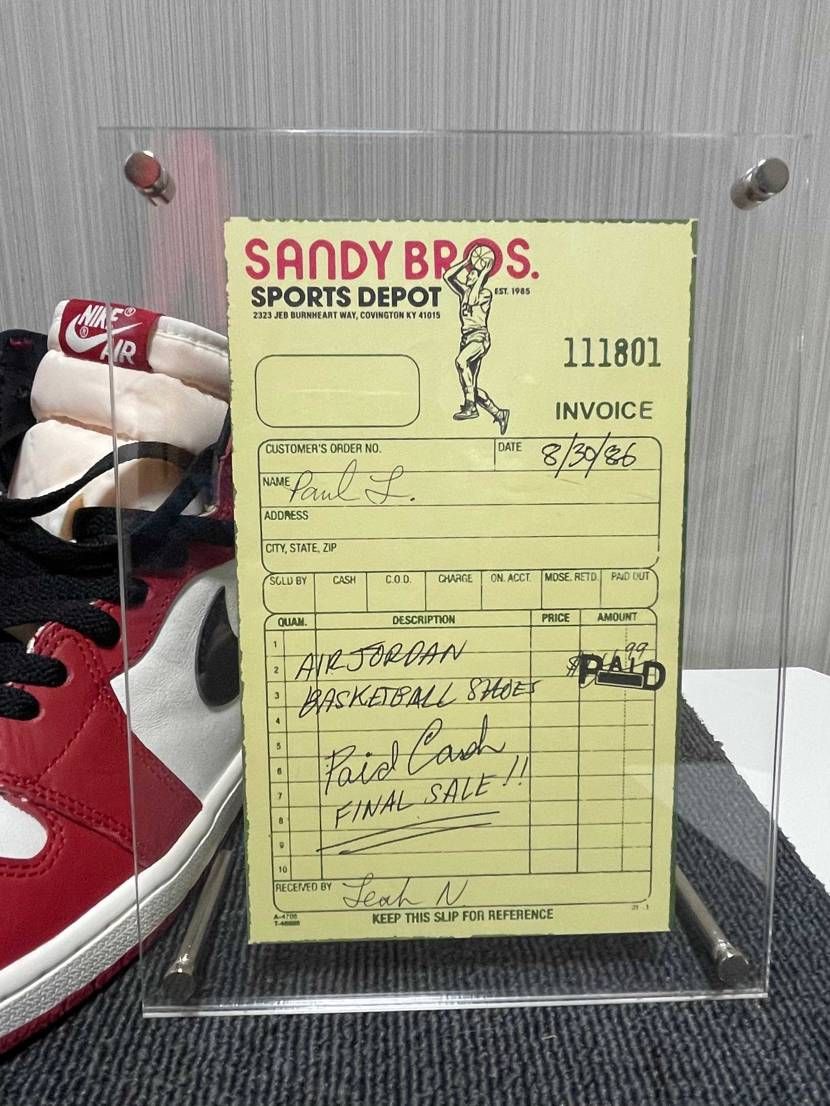 SANDY BROS.
SPORTS DEPOT
EST. 1985
2323 JEB BURNHEART WAY, COVINGTON KY 41015
24
NIKE ®
®
AIR
111801
INVOICE
CUSTOMER'S ORDER NO. DATE 8/30/86
NAME Paul L.
ADDRESS
CITY, STATE, ZIP
SOLD BY CASH C.O.D. CHARGE ON. ACCT. MDSE. RETD. PAID OUT
QUAN. DESCRIPTION PRICE AMOUNT
1
2 AIR JORDAN $ 99 PAID
3 BASKETBALL SHOES
4
5
6 Paid Cash
7 FINAL SALE!!
8
9
10
RECEIVED BY Leah N.
A-4705
KEEP THIS SLIP FOR REFERENCE